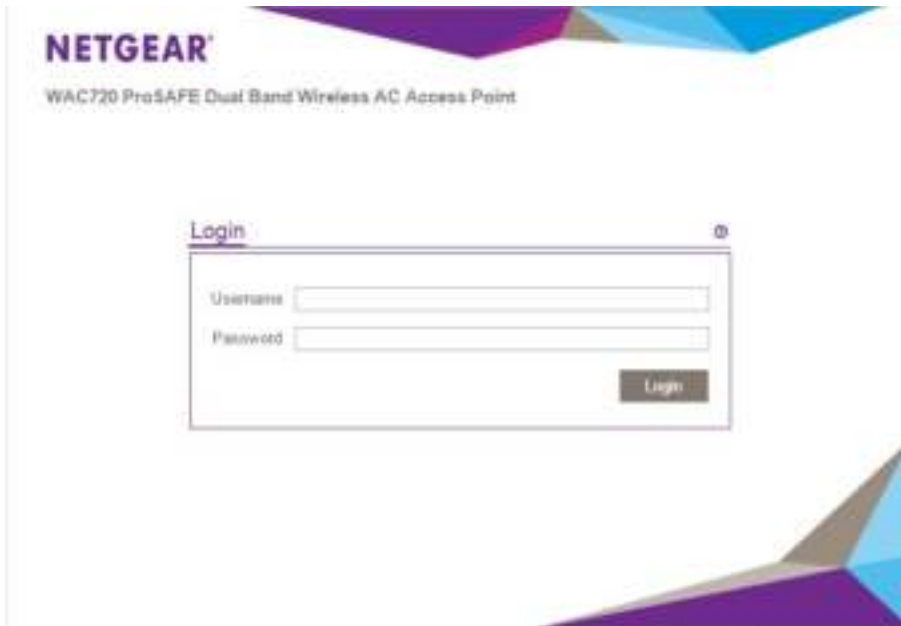 NETGEAR
WAC720 ProSAFE Dual Band Wireless AC Access Point
Login
Username
Password
Login